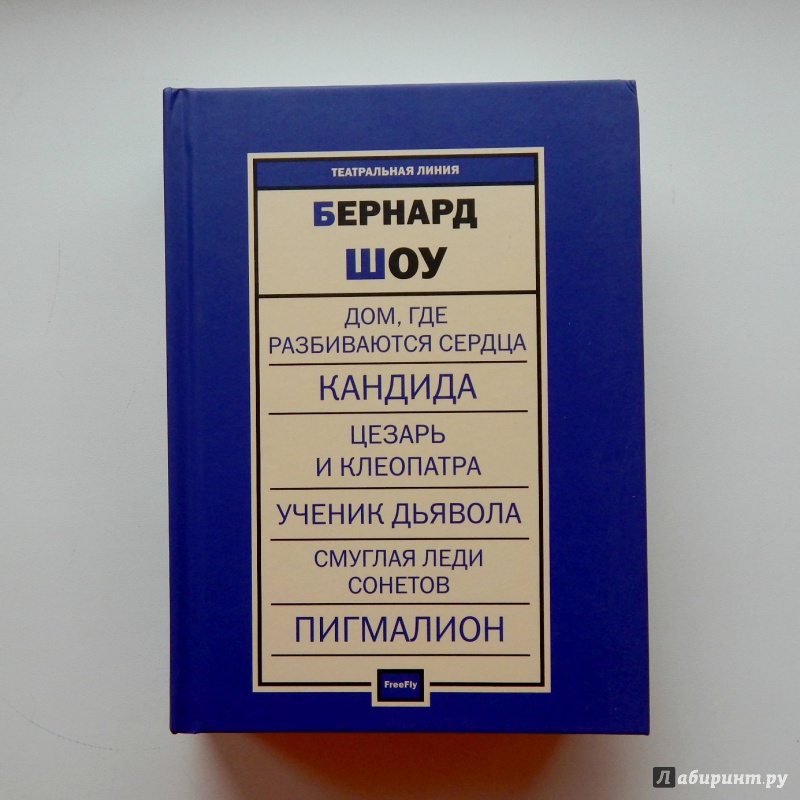 ТЕАТРАЛЬНАЯ ЛИНИЯ
БЕРНАРД
ШОУ
ДОМ, ГДЕ
РАЗБИВАЮТСЯ СЕРДЦА
КАНДИДА
ЦЕЗАРЬ
И КЛЕОПАТРА
УЧЕНИК ДЬЯВОЛА
СМУГЛАЯ ЛЕДИ
СОНЕТОВ
ПИГМАЛИОН
FreeFly
Лабиринт.ру